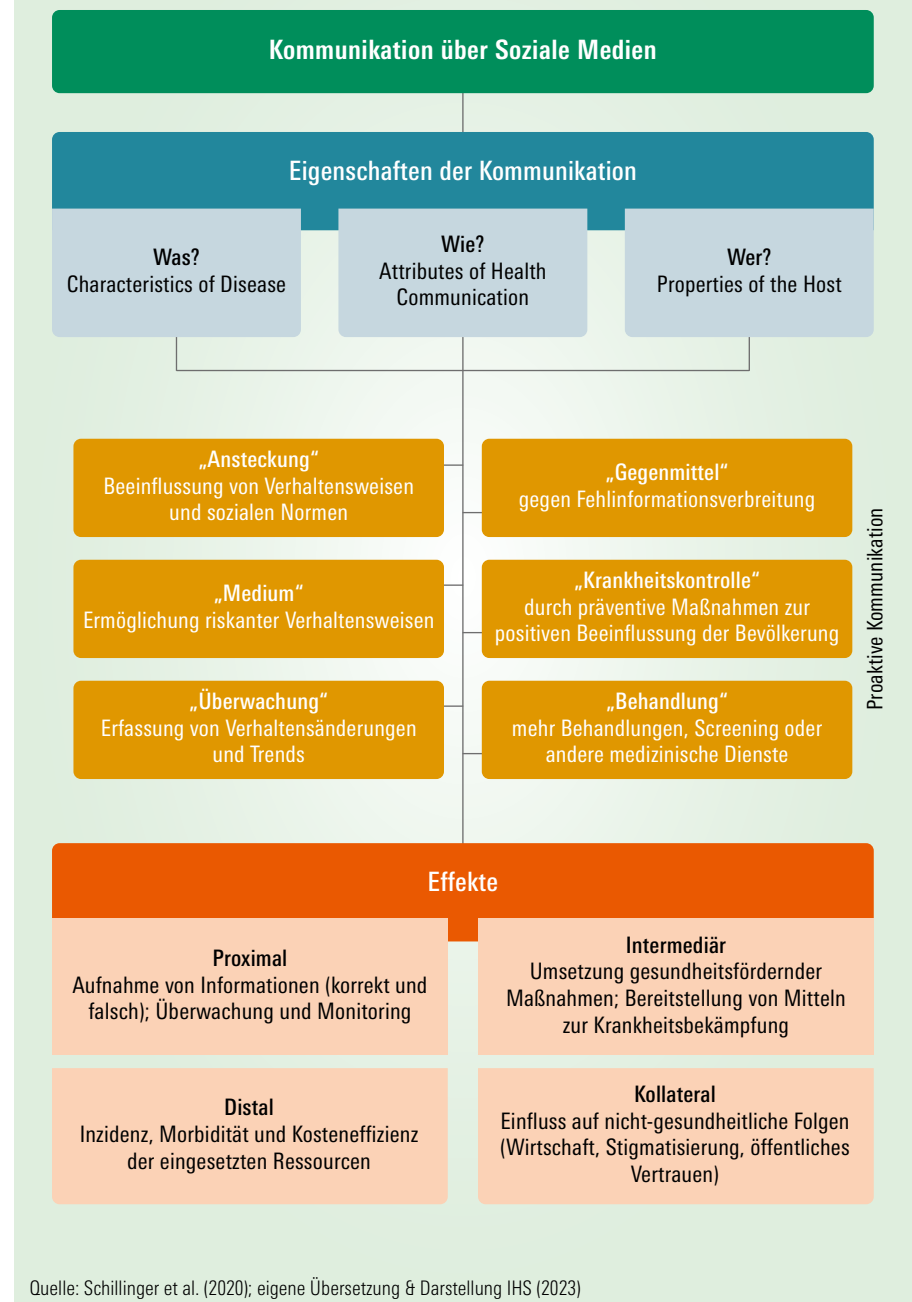 Kommunikation über Soziale Medien
Eigenschaften der Kommunikation
Was?
Characteristics of Disease
Wie?
Attributes of Health
Communication
Wer?
Properties of the Host
„Ansteckung“
Beeinflussung von Verhaltensweisen
und sozialen Normen
„Gegenmittel“
gegen Fehlinformationsverbreitung
„Medium“
Ermöglichung riskanter Verhaltensweisen
„Krankheitskontrolle“
durch präventive Maßnahmen zur
positiven Beeinflussung der Bevölkerung
„Überwachung“
Erfassung von Verhaltensänderungen
und Trends
„Behandlung“
mehr Behandlungen, Screening oder
andere medizinische Dienste
Proaktive Kommunikation
Effekte
Proximal
Aufnahme von Informationen (korrekt und
falsch); Überwachung und Monitoring
Intermediär
Umsetzung gesundheitsfördernder
Maßnahmen; Bereitstellung von Mitteln
zur Krankheitsbekämpfung
Distal
Inzidenz, Morbidität und Kosteneffizienz
der eingesetzten Ressourcen
Kollateral
Einfluss auf nicht-gesundheitliche Folgen
(Wirtschaft, Stigmatisierung, öffentliches
Vertrauen)
Quelle: Schillinger et al. (2020); eigene Übersetzung & Darstellung IHS (2023)